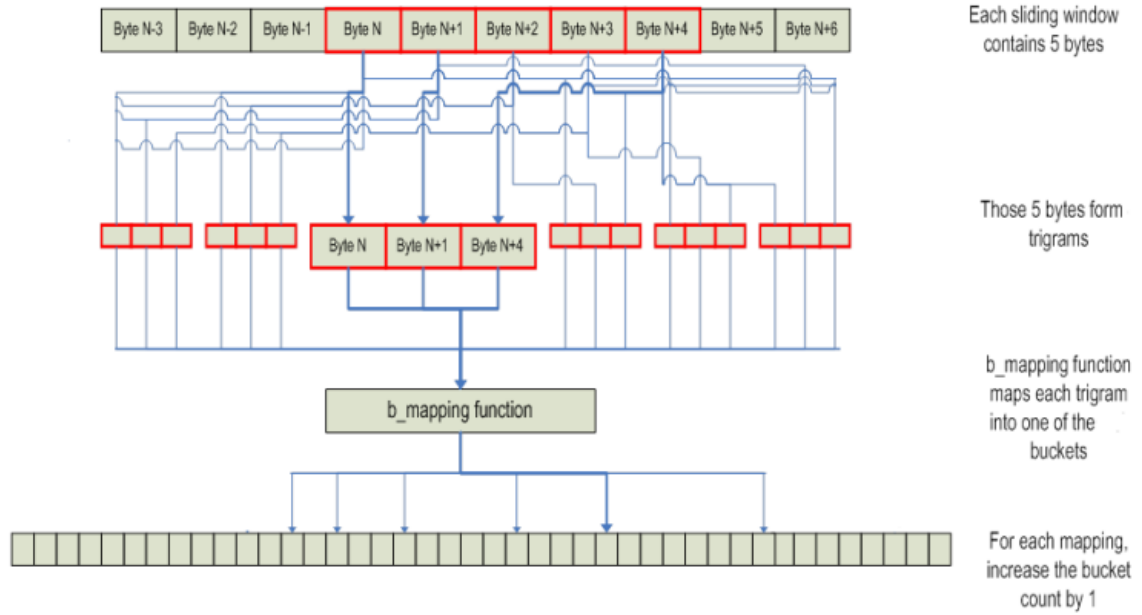 Byte N-3 Byte N-2 Byte N-1 Byte N Byte N+1 Byte N+2 Byte N+3 Byte N+4 Byte N+5 Byte N+6
Each sliding window
contains 5 bytes
Those 5 bytes form
trigrams
Byte N Byte N+1 Byte N+4
b_mapping function
maps each trigram
into one of the
buckets
b_mapping function
For each mapping,
increase the bucket
count by 1